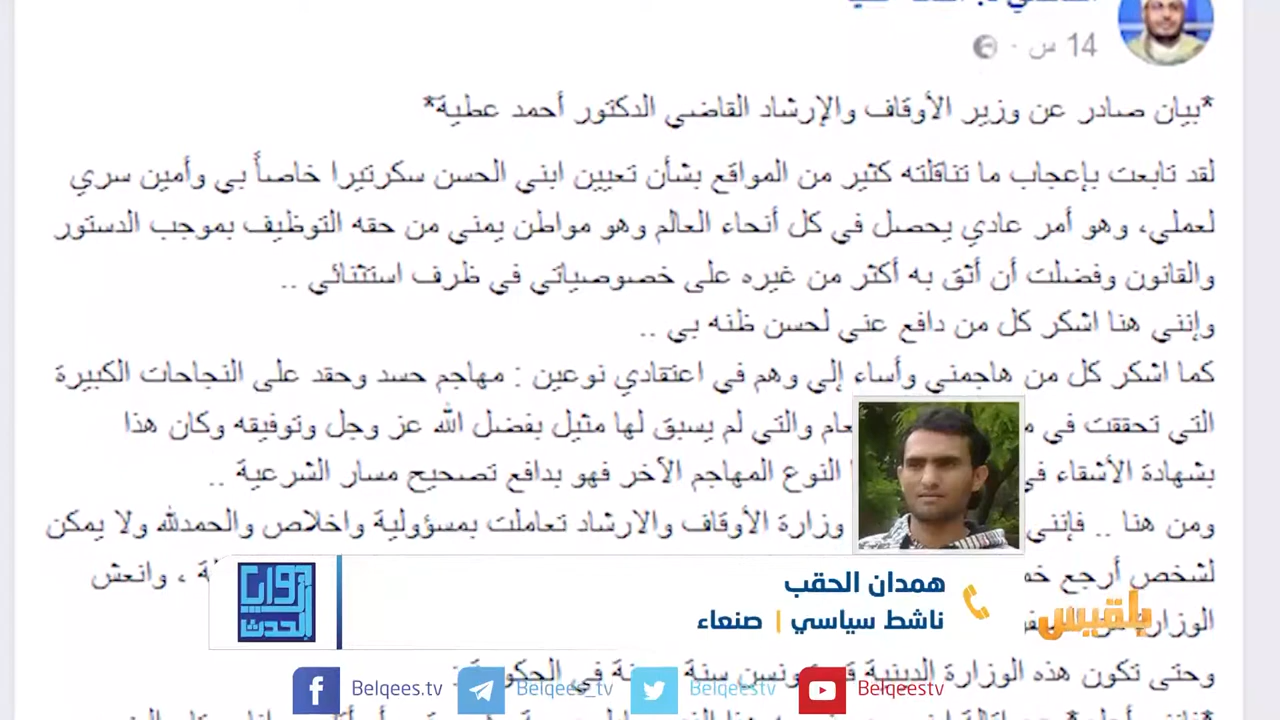 14 س
*بيان صادر عن وزير الأوقاف والإرشاد القاضي الدكتور أحمد عطية*
لقد تابعت بإعجاب ما تناقلته كثير من المواقع بشأن تعيين ابني الحسن سكرتيرا خاصاً بي وأمين سري
لعملي، وهو أمر عادي يحصل في كل أنحاء العالم وهو مواطن يمني من حقه التوظيف بموجب الدستور
والقانون وفضلت أن أثق به أكثر من غيره على خصوصياتي في ظرف استثنائي ..
وإنني هنا اشكر كل من دافع عني لحسن ظنه بي ..
كما اشكر كل من هاجمني وأساء إلي وهم في اعتقادي نوعين : مهاجم حسد وحقد على النجاحات الكبيرة
التي تحققت في عام والتي لم يسبق لها مثيل بفضل الله عز وجل وتوفيقه وكان هذا
بشهادة الأشقاء في النوع المهاجم الآخر فهو بدافع تصحيح مسار الشرعية ..
ومن هنا .. فإنني وزارة الأوقاف والارشاد تعاملت بمسؤولية واخلاص والحمدلله ولا يمكن
لشخص أرجع ، وانعش
الوزارة
وحتى تكون هذه الوزارة الدينية سنة في الحكومة
همدان الحقب
ناشط سياسي | صنعاء
بلقيس
أبواب الحدث
Belqees.tv
Belqees_tv
Belqeestv
Belqeestv